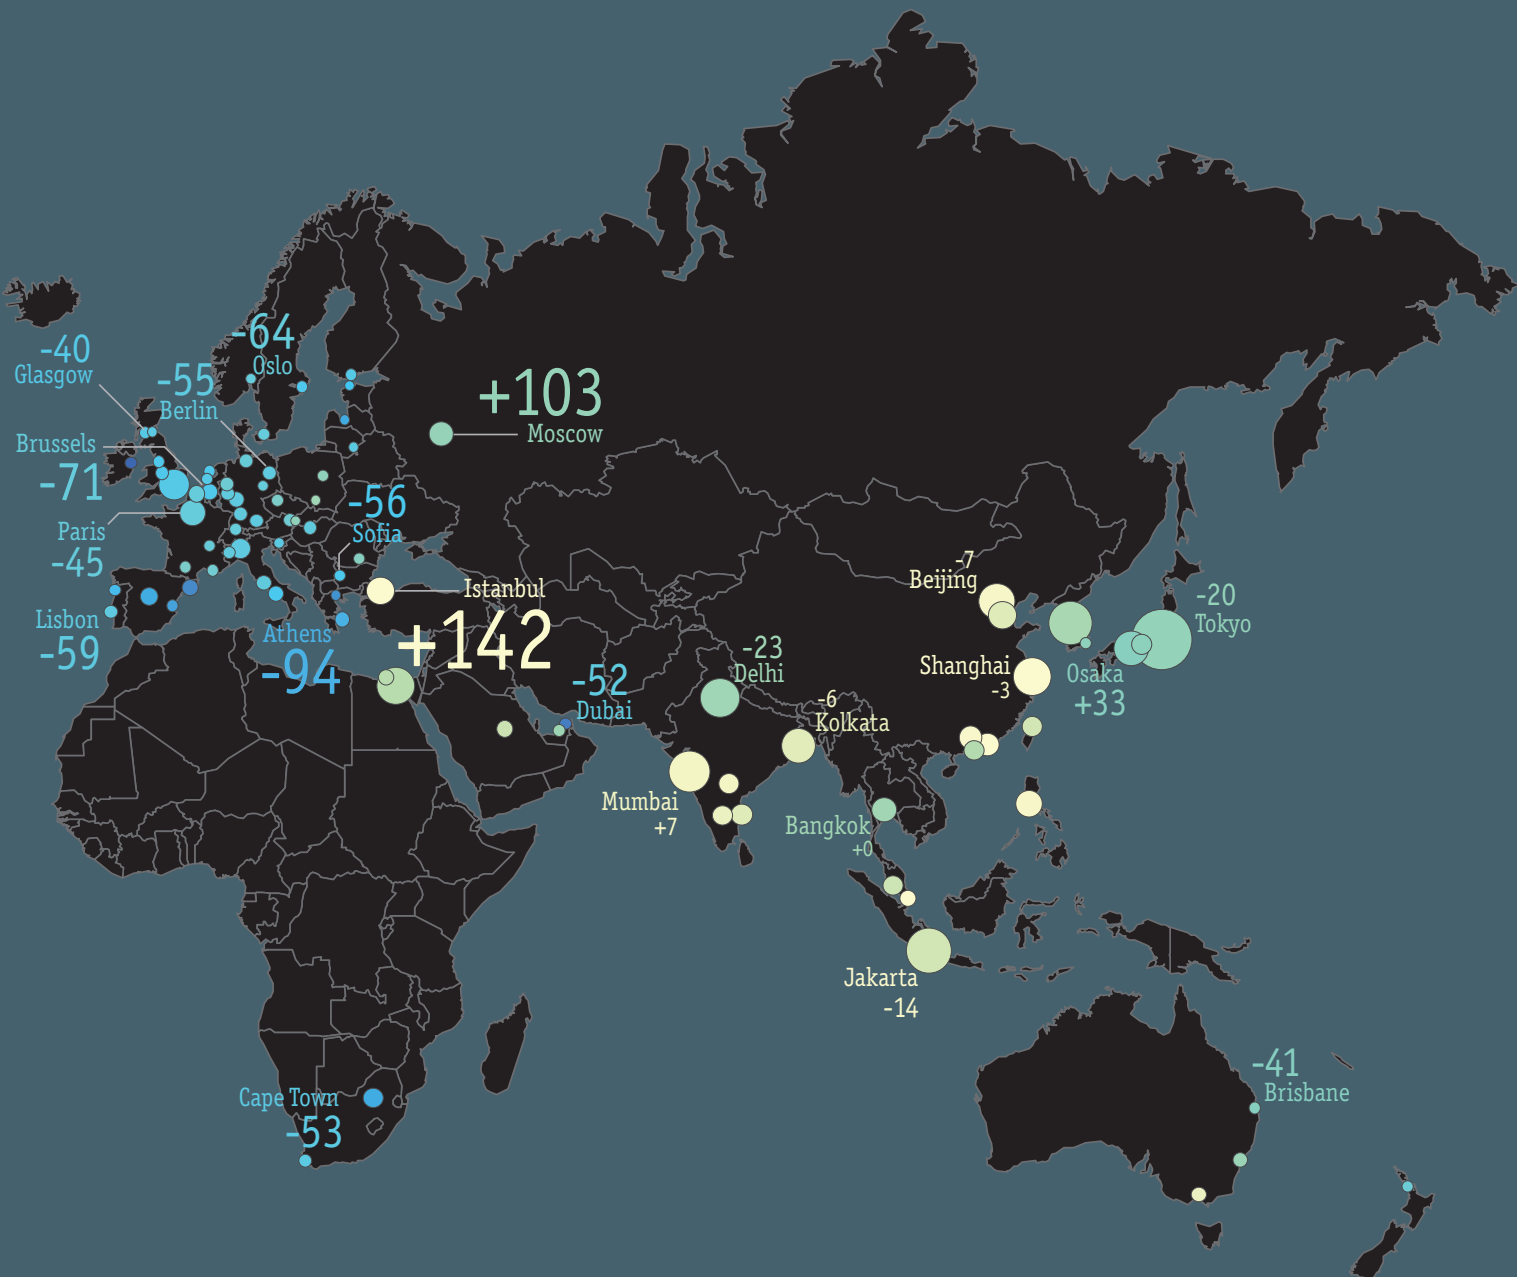 -64
Oslo
-40
Glasgow
-55
Berlin
+103
Moscow
Brussels
-71
-56
Sofia
Paris
-45
Istanbul
+142
Lisbon
-59
Athens
-94
-52
Dubai
-23
Delhi
-6
Kolkata
-7
Beijing
-20
Tokyo
Shanghai
-3
Osaka
+33
Mumbai
+7
Bangkok
+0
Jakarta
-14
Cape Town
-53
-41
Brisbane